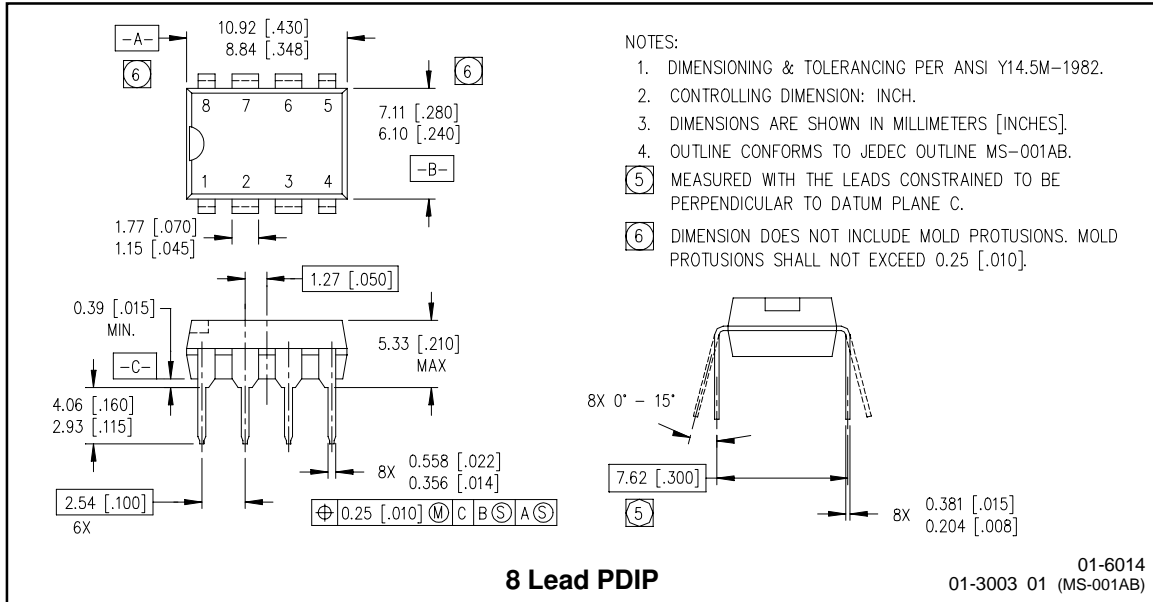 -A-
10.92 [.430]
8.84 [.348]
6
6
8 7 6 5
7.11 [.280]
6.10 [.240]
-B-
1 2 3 4
1.77 [.070]
1.15 [.045]
1.27 [.050]
0.39 [.015]
MIN.
5.33 [.210]
MAX
-C-
4.06 [.160]
2.93 [.115]
8X 0.558 [.022]
0.356 [.014]
2.54 [.100]
6X
⌖ 0.25 [.010] Ⓜ C B Ⓢ A Ⓢ
NOTES:
1. DIMENSIONING & TOLERANCING PER ANSI Y14.5M-1982.
2. CONTROLLING DIMENSION: INCH.
3. DIMENSIONS ARE SHOWN IN MILLIMETERS [INCHES].
4. OUTLINE CONFORMS TO JEDEC OUTLINE MS-001AB.
5 MEASURED WITH THE LEADS CONSTRAINED TO BE
PERPENDICULAR TO DATUM PLANE C.
6 DIMENSION DOES NOT INCLUDE MOLD PROTUSIONS. MOLD
PROTUSIONS SHALL NOT EXCEED 0.25 [.010].
8X 0° - 15°
7.62 [.300]
5
8X 0.381 [.015]
0.204 [.008]
8 Lead PDIP
01-6014
01-3003 01 (MS-001AB)